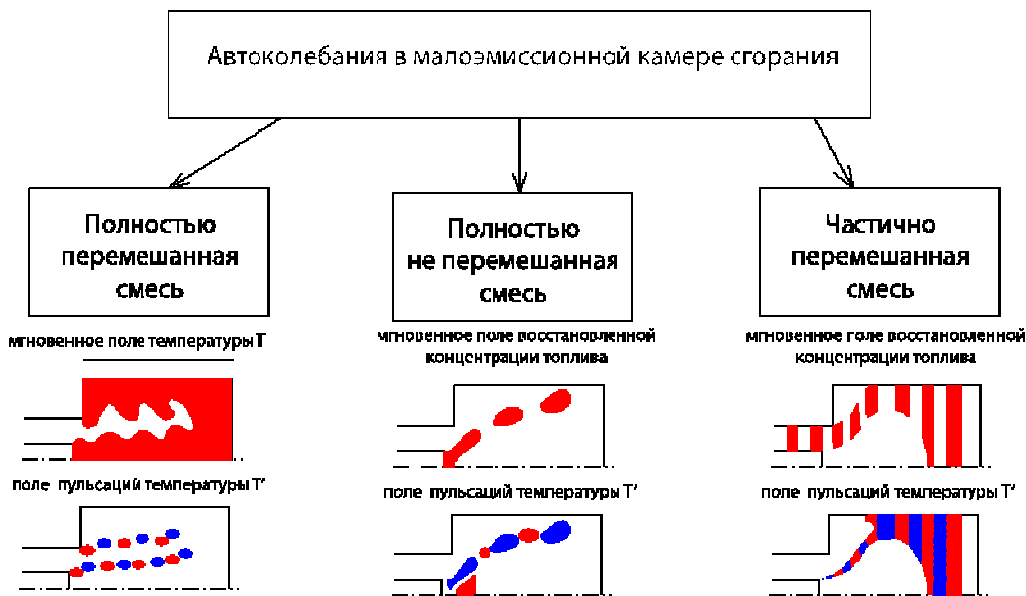 Автоколебания в малоэмиссионной камере сгорания
Полностью
перемешанная
смесь
Полностью
не перемешанная
смесь
Частично
перемешанная
смесь
мгновенное поле температуры T
мгновенное поле восстановленной
концентрации топлива
мгновенное поле восстановленной
концентрации топлива
поле пульсаций температуры T'
поле пульсаций температуры T'
поле пульсаций температуры T'